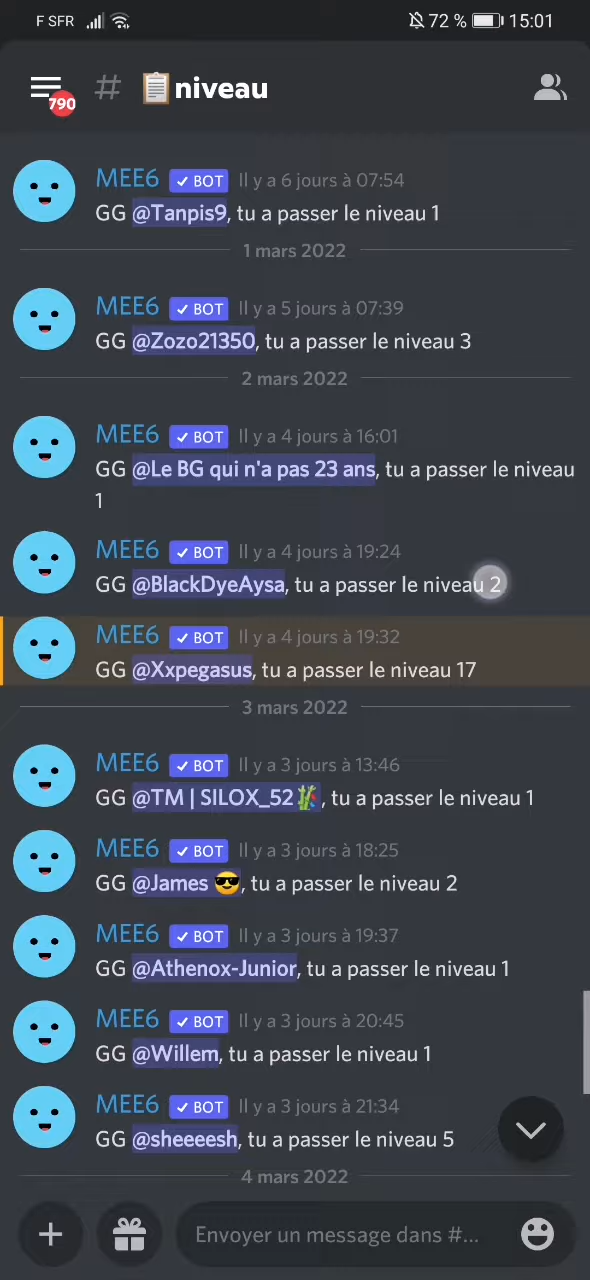 F SFR 72 % 15:01
790 # 📋niveau
MEE6 ✓ BOT Il y a 6 jours à 07:54
GG @Tanpis9, tu a passer le niveau 1
1 mars 2022
MEE6 ✓ BOT Il y a 5 jours à 07:39
GG @Zozo21350, tu a passer le niveau 3
2 mars 2022
MEE6 ✓ BOT Il y a 4 jours à 16:01
GG @Le BG qui n'a pas 23 ans, tu a passer le niveau
1
MEE6 ✓ BOT Il y a 4 jours à 19:24
GG @BlackDyeAysa, tu a passer le niveau 2
MEE6 ✓ BOT Il y a 4 jours à 19:32
GG @Xxpegasus, tu a passer le niveau 17
3 mars 2022
MEE6 ✓ BOT Il y a 3 jours à 13:46
GG @TM | SILOX_52🎋, tu a passer le niveau 1
MEE6 ✓ BOT Il y a 3 jours à 18:25
GG @James 😎, tu a passer le niveau 2
MEE6 ✓ BOT Il y a 3 jours à 19:37
GG @Athenox-Junior, tu a passer le niveau 1
MEE6 ✓ BOT Il y a 3 jours à 20:45
GG @Willem, tu a passer le niveau 1
MEE6 ✓ BOT Il y a 3 jours à 21:34
GG @sheeeesh, tu a passer le niveau 5
4 mars 2022
Envoyer un message dans #...